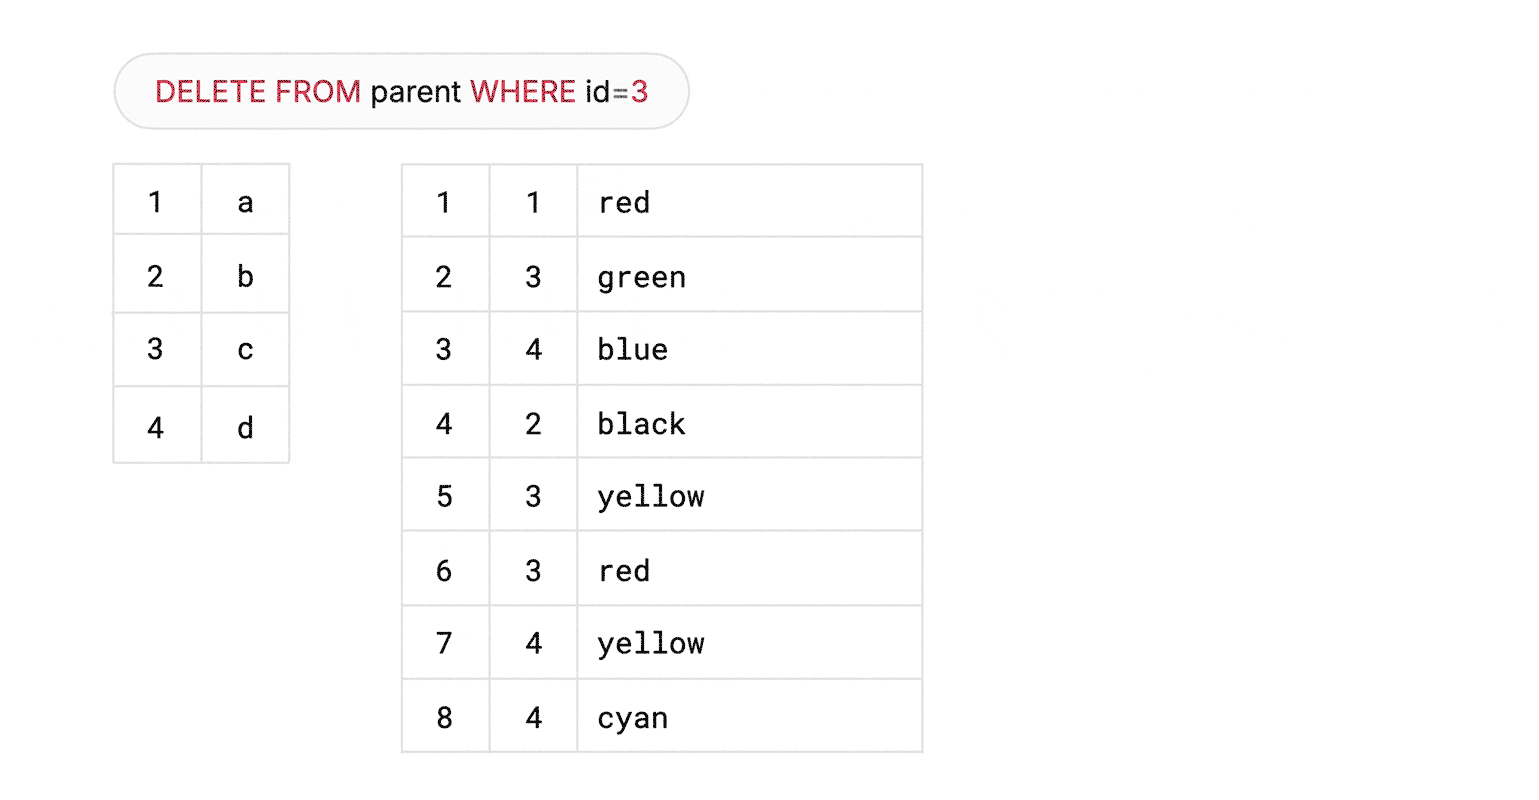 DELETE FROM parent WHERE id=3
1 a
2 b
3 c
4 d
1 1 red
2 3 green
3 4 blue
4 2 black
5 3 yellow
6 3 red
7 4 yellow
8 4 cyan